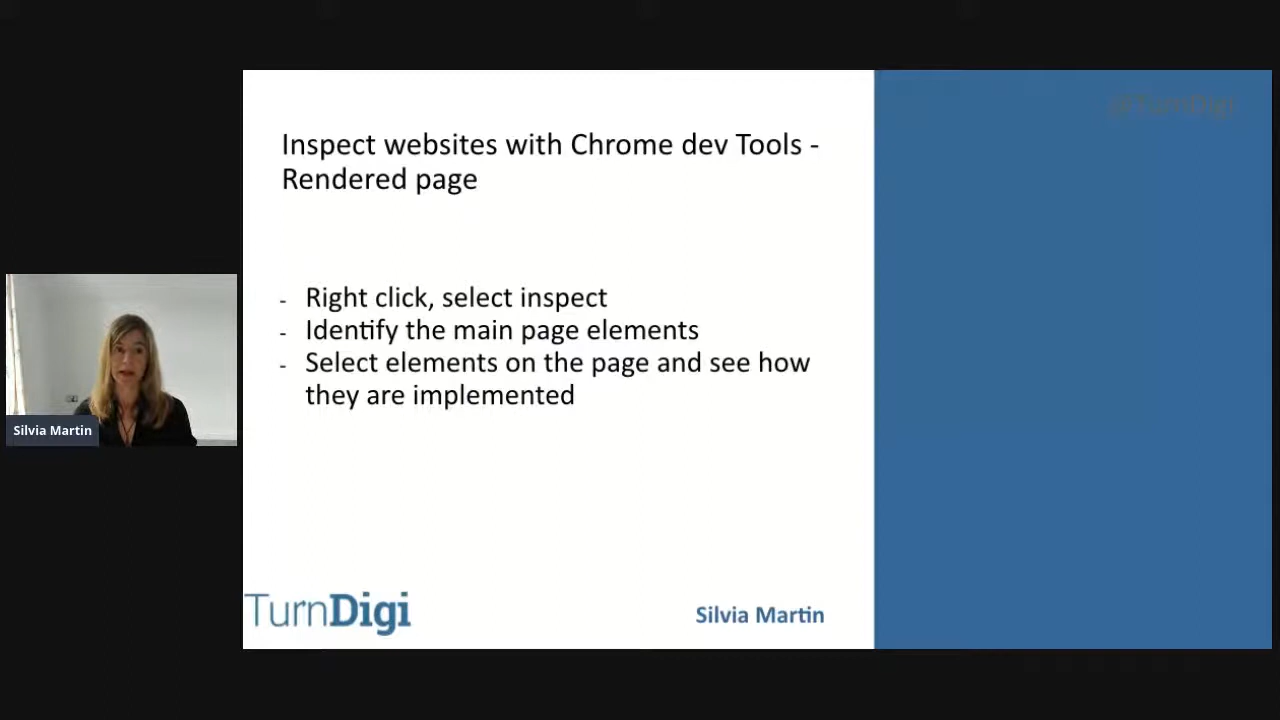 @TurnDigi
Inspect websites with Chrome dev Tools -
Rendered page
- Right click, select inspect
- Identify the main page elements
- Select elements on the page and see how
they are implemented
Silvia Martin
TurnDigi
Silvia Martin